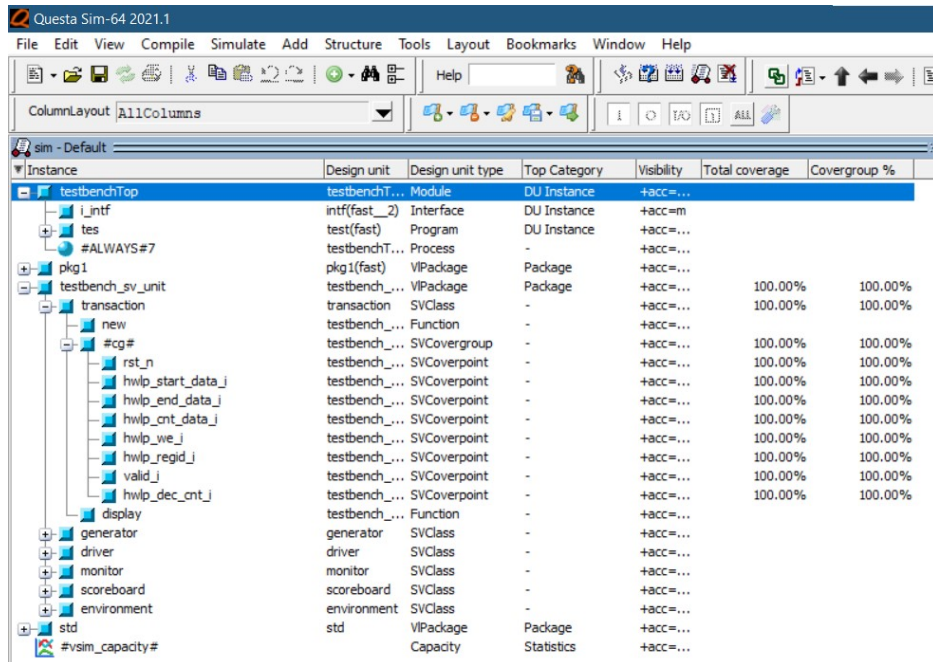 Questa Sim-64 2021.1
File Edit View Compile Simulate Add Structure Tools Layout Bookmarks Window Help
Help
ColumnLayout AllColumns
sim - Default
Instance Design unit Design unit type Top Category Visibility Total coverage Covergroup %
testbenchTop testbenchT... Module DU Instance +acc=...
i_intf intf(fast__2) Interface DU Instance +acc=m
tes test(fast) Program DU Instance +acc=...
#ALWAYS#7 testbenchT... Process - +acc=...
pkg1 pkg1(fast) VlPackage Package +acc=...
testbench_sv_unit testbench_... VlPackage Package +acc=... 100.00% 100.00%
transaction transaction SVClass - +acc=... 100.00% 100.00%
new testbench_... Function - +acc=...
#cg# testbench_... SVCovergroup - +acc=... 100.00% 100.00%
rst_n testbench_... SVCoverpoint - +acc=... 100.00% 100.00%
hwlp_start_data_i testbench_... SVCoverpoint - +acc=... 100.00% 100.00%
hwlp_end_data_i testbench_... SVCoverpoint - +acc=... 100.00% 100.00%
hwlp_cnt_data_i testbench_... SVCoverpoint - +acc=... 100.00% 100.00%
hwlp_we_i testbench_... SVCoverpoint - +acc=... 100.00% 100.00%
hwlp_regid_i testbench_... SVCoverpoint - +acc=... 100.00% 100.00%
valid_i testbench_... SVCoverpoint - +acc=... 100.00% 100.00%
hwlp_dec_cnt_i testbench_... SVCoverpoint - +acc=... 100.00% 100.00%
display testbench_... Function - +acc=...
generator generator SVClass - +acc=...
driver driver SVClass - +acc=...
monitor monitor SVClass - +acc=...
scoreboard scoreboard SVClass - +acc=...
environment environment SVClass - +acc=...
std std VlPackage Package +acc=...
#vsim_capacity# Capacity Statistics +acc=...